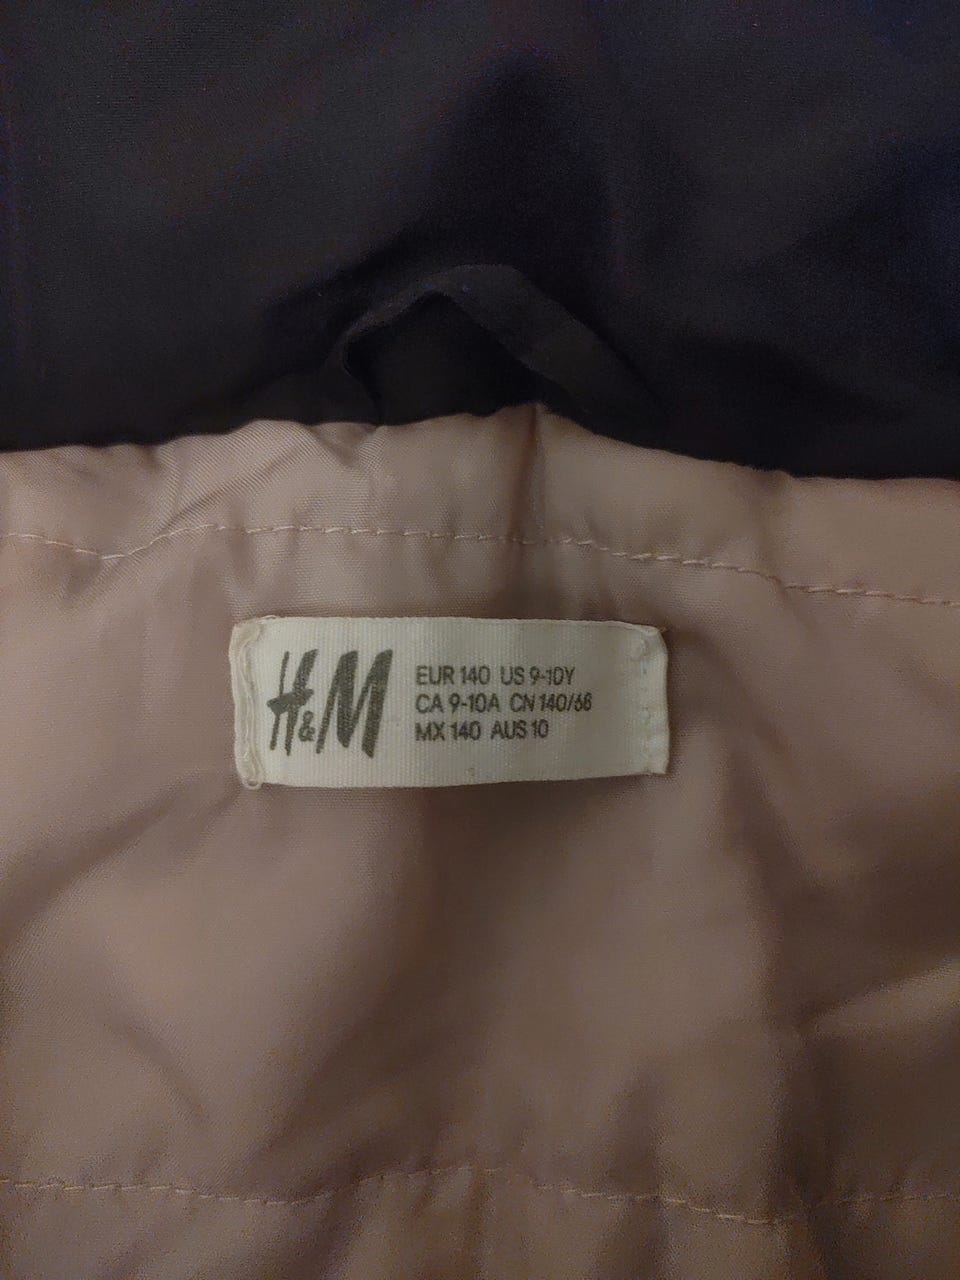 H&M
EUR 140 US 9-10Y
CA 9-10A CN 140/68
MX 140 AUS 10